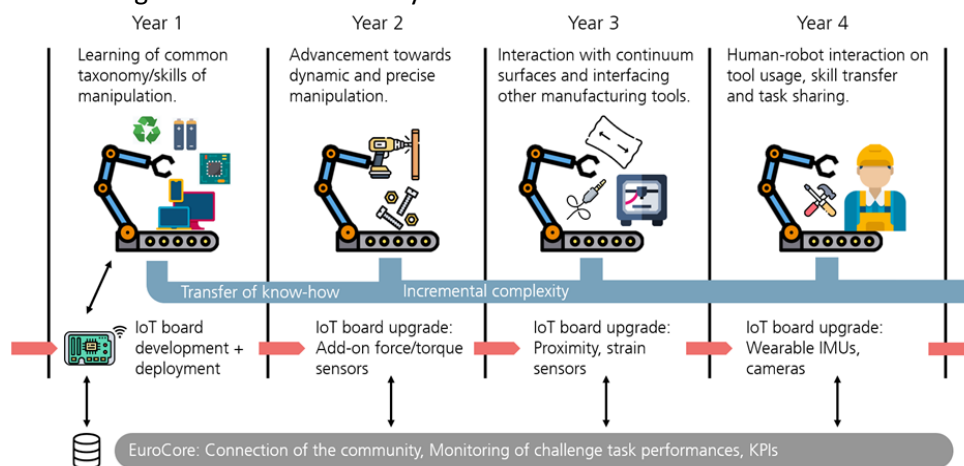 Year 1
Year 2
Year 3
Year 4
Learning of common
taxonomy/skills of
manipulation.
Advancement towards
dynamic and precise
manipulation.
Interaction with continuum
surfaces and interfacing
other manufacturing tools.
Human-robot interaction on
tool usage, skill transfer
and task sharing.
Transfer of know-how
Incremental complexity
IoT board
development +
deployment
IoT board upgrade:
Add-on force/torque
sensors
IoT board upgrade:
Proximity, strain
sensors
IoT board upgrade:
Wearable IMUs,
cameras
EuroCore: Connection of the community, Monitoring of challenge task performances, KPIs